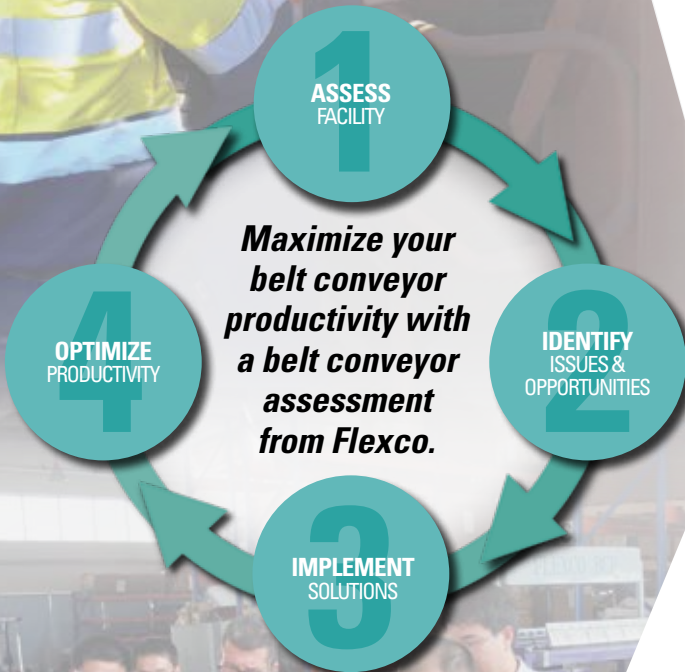 1
ASSESS
FACILITY
2
IDENTIFY
ISSUES &
OPPORTUNITIES
3
IMPLEMENT
SOLUTIONS
4
OPTIMIZE
PRODUCTIVITY
Maximize your
belt conveyor
productivity with
a belt conveyor
assessment
from Flexco.